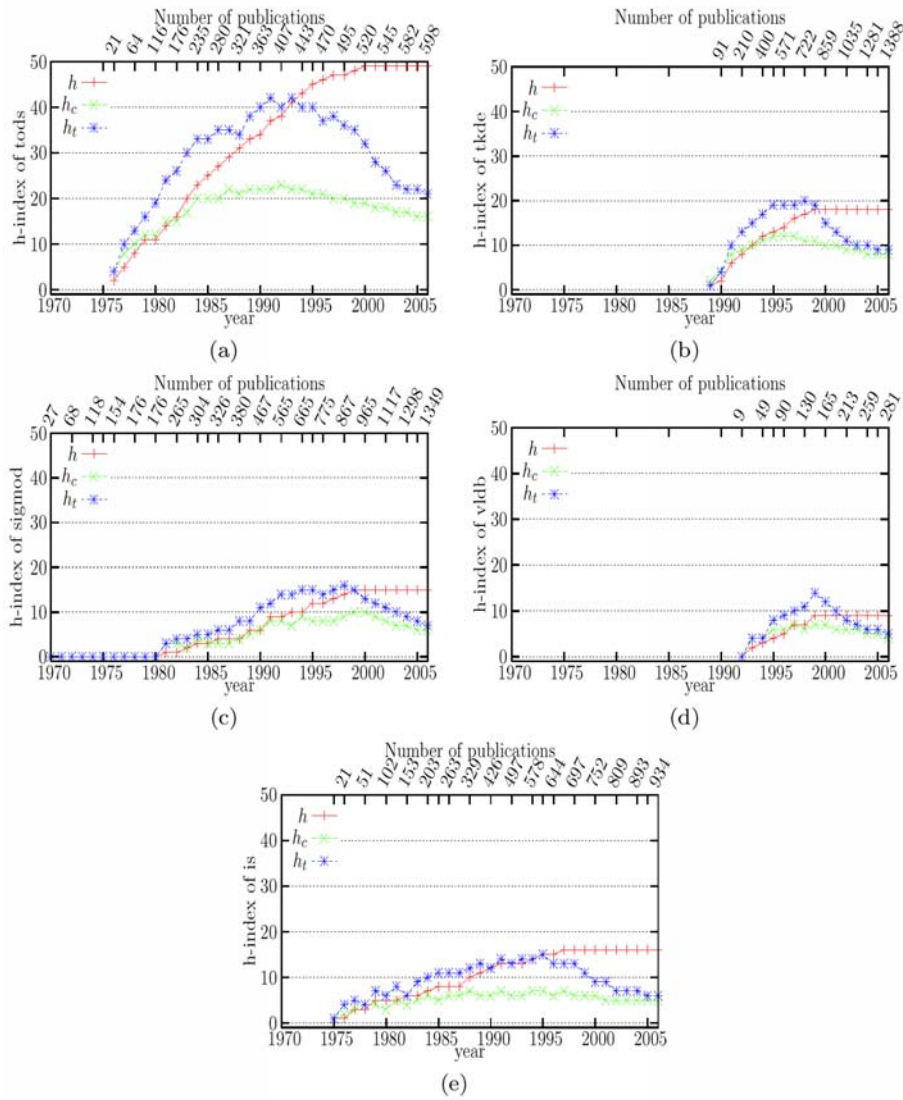 Number of publications
21 64 116 176 235 280 321 363 407 443 470 495 520 545 582 598
h-index of tods
50
40
30
20
10
0
h
h_c
h_t
1970 1975 1980 1985 1990 1995 2000 2005
year
(a)
Number of publications
91 210 400 571 722 859 1035 1281 1388
h-index of tkde
50
40
30
20
10
0
h
h_c
h_t
1970 1975 1980 1985 1990 1995 2000 2005
year
(b)
Number of publications
27 68 118 154 176 176 265 304 326 380 467 565 665 775 867 965 1117 1298 1349
h-index of sigmod
50
40
30
20
10
0
h
h_c
h_t
1970 1975 1980 1985 1990 1995 2000 2005
year
(c)
Number of publications
9 49 90 130 165 213 259 281
h-index of vldb
50
40
30
20
10
0
h
h_c
h_t
1970 1975 1980 1985 1990 1995 2000 2005
year
(d)
Number of publications
21 51 102 153 203 263 329 426 497 578 644 697 752 809 893 934
h-index of is
50
40
30
20
10
0
h
h_c
h_t
1970 1975 1980 1985 1990 1995 2000 2005
year
(e)